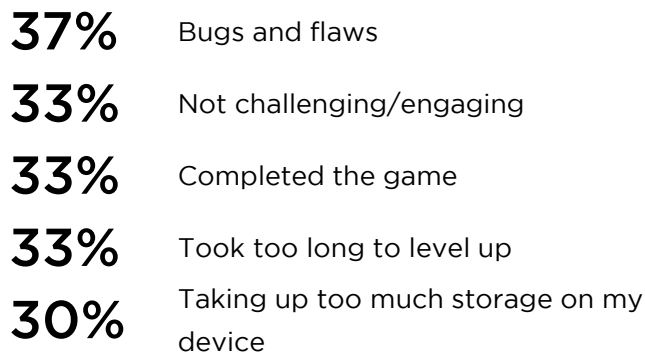 37% Bugs and flaws
33% Not challenging/engaging
33% Completed the game
33% Took too long to level up
30% Taking up too much storage on my
device